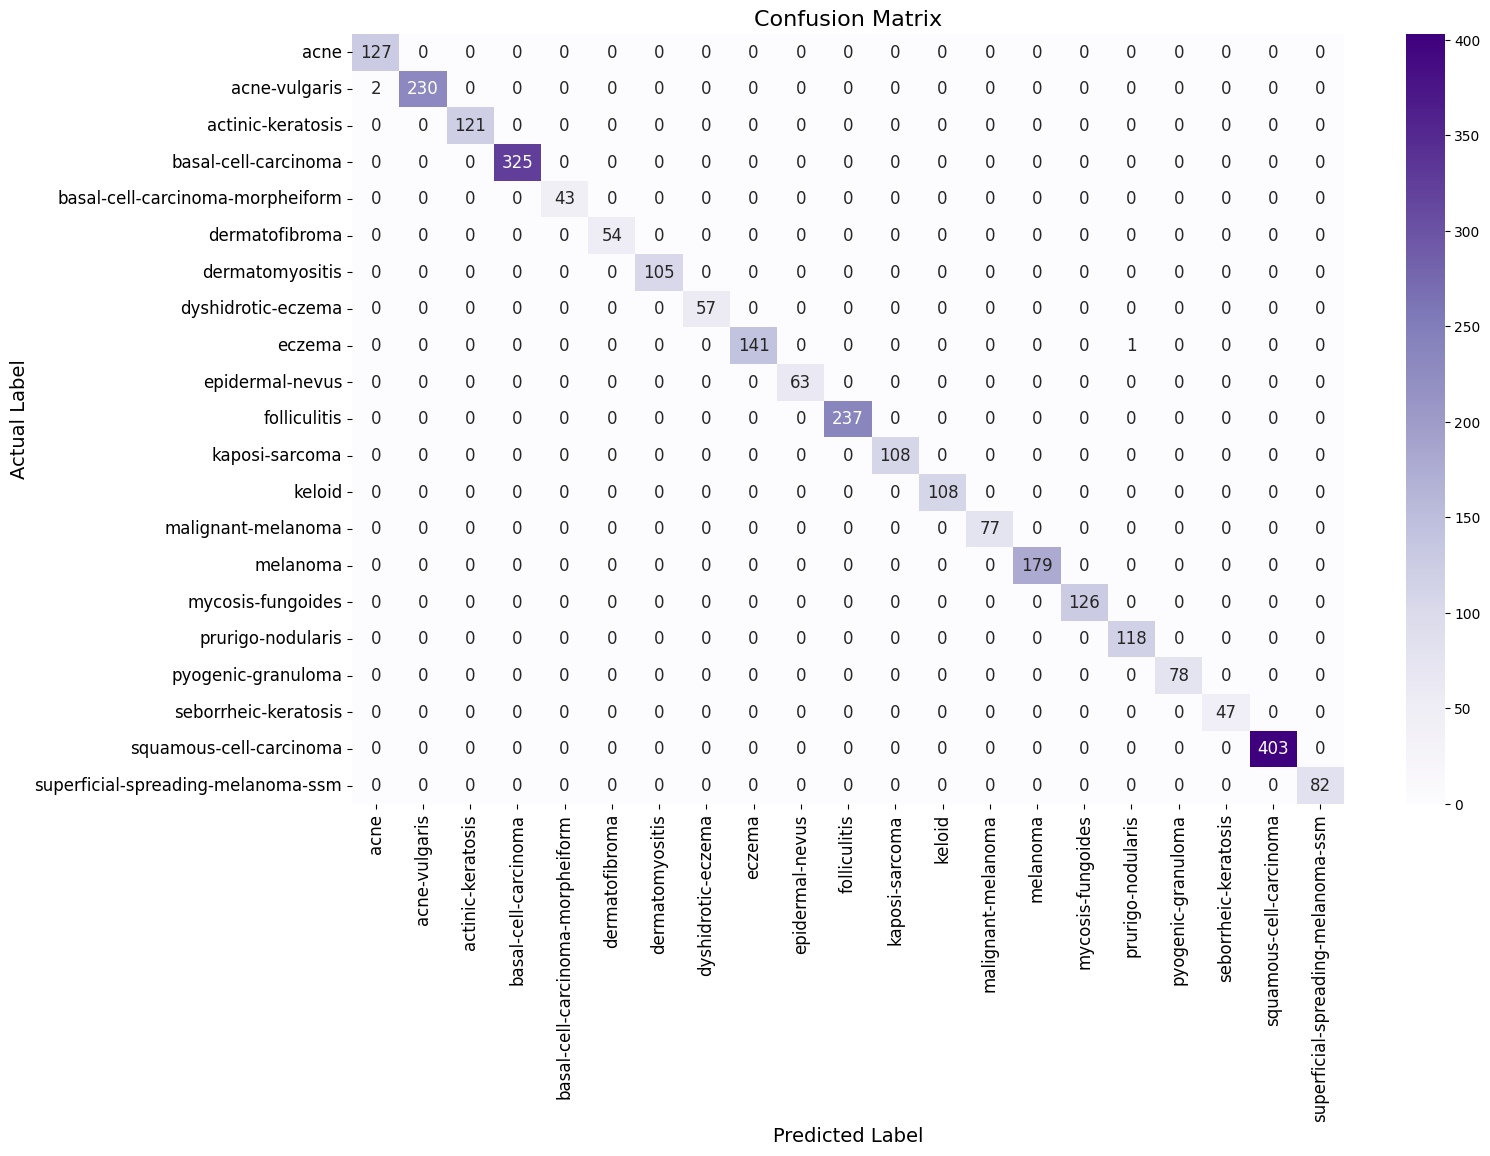 Confusion Matrix
acne 127 0 0 0 0 0 0 0 0 0 0 0 0 0 0 0 0 0 0 0 0
acne-vulgaris 2 230 0 0 0 0 0 0 0 0 0 0 0 0 0 0 0 0 0 0 0
actinic-keratosis 0 0 121 0 0 0 0 0 0 0 0 0 0 0 0 0 0 0 0 0 0
basal-cell-carcinoma 0 0 0 325 0 0 0 0 0 0 0 0 0 0 0 0 0 0 0 0 0
basal-cell-carcinoma-morpheiform 0 0 0 0 43 0 0 0 0 0 0 0 0 0 0 0 0 0 0 0 0
dermatofibroma 0 0 0 0 0 54 0 0 0 0 0 0 0 0 0 0 0 0 0 0 0
dermatomyositis 0 0 0 0 0 0 105 0 0 0 0 0 0 0 0 0 0 0 0 0 0
dyshidrotic-eczema 0 0 0 0 0 0 0 57 0 0 0 0 0 0 0 0 0 0 0 0 0
eczema 0 0 0 0 0 0 0 0 141 0 0 0 0 0 0 0 1 0 0 0 0
epidermal-nevus 0 0 0 0 0 0 0 0 0 63 0 0 0 0 0 0 0 0 0 0 0
folliculitis 0 0 0 0 0 0 0 0 0 0 237 0 0 0 0 0 0 0 0 0 0
kaposi-sarcoma 0 0 0 0 0 0 0 0 0 0 0 108 0 0 0 0 0 0 0 0 0
keloid 0 0 0 0 0 0 0 0 0 0 0 0 108 0 0 0 0 0 0 0 0
malignant-melanoma 0 0 0 0 0 0 0 0 0 0 0 0 0 77 0 0 0 0 0 0 0
melanoma 0 0 0 0 0 0 0 0 0 0 0 0 0 0 179 0 0 0 0 0 0
mycosis-fungoides 0 0 0 0 0 0 0 0 0 0 0 0 0 0 0 126 0 0 0 0 0
prurigo-nodularis 0 0 0 0 0 0 0 0 0 0 0 0 0 0 0 0 118 0 0 0 0
pyogenic-granuloma 0 0 0 0 0 0 0 0 0 0 0 0 0 0 0 0 0 78 0 0 0
seborrheic-keratosis 0 0 0 0 0 0 0 0 0 0 0 0 0 0 0 0 0 0 47 0 0
squamous-cell-carcinoma 0 0 0 0 0 0 0 0 0 0 0 0 0 0 0 0 0 0 0 403 0
superficial-spreading-melanoma-ssm 0 0 0 0 0 0 0 0 0 0 0 0 0 0 0 0 0 0 0 0 82
Actual Label
acne
acne-vulgaris
actinic-keratosis
basal-cell-carcinoma
basal-cell-carcinoma-morpheiform
dermatofibroma
dermatomyositis
dyshidrotic-eczema
eczema
epidermal-nevus
folliculitis
kaposi-sarcoma
keloid
malignant-melanoma
melanoma
mycosis-fungoides
prurigo-nodularis
pyogenic-granuloma
seborrheic-keratosis
squamous-cell-carcinoma
superficial-spreading-melanoma-ssm
Predicted Label
400
350
300
250
200
150
100
50
0